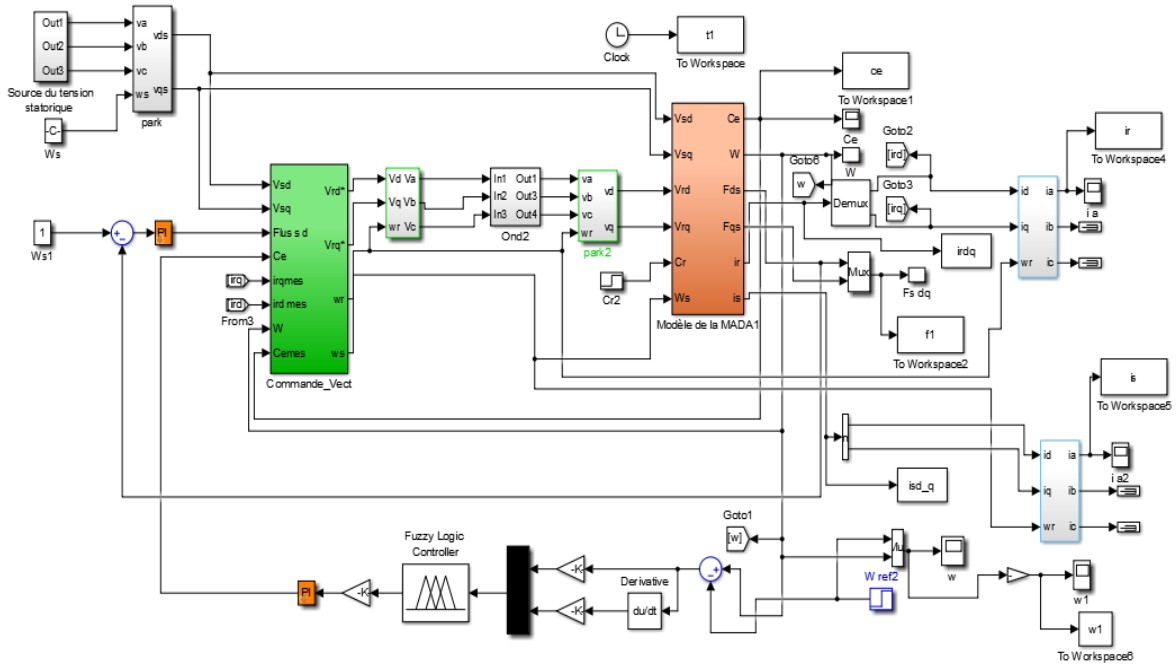 Out1
Out2
Out3
Source du tension
statorique
va
vb
vc
ws
vds
vqs
park
-C-
Ws
Clock
t1
To Workspace
ce
To Workspace1
Ce
W
Goto2
[ird]
Goto6
w
Goto3
[irq]
Demux
ir
To Workspace4
id
iq
wr
ia
ib
ic
i a
irdq
Vsd
Vsq
Vrd
Vrq
Cr
Ws
Ce
W
Fds
Fqs
ir
is
Modèle de la MADA1
Mux
Fs dq
f1
To Workspace2
1
Ws1
PI
Vsd
Vsq
Flus s d
Ce
irqmes
ird mes
W
Cemes
Vrd*
Vrq*
wr
ws
Commande_Vect
[irq]
[ird]
From3
Vd
Vq
wr
Va
Vb
Vc
In1
In2
In3
Out1
Out3
Out4
Ond2
va
vb
vc
wr
vd
vq
park2
Cr2
is
To Workspace5
id
iq
wr
ia
ib
ic
i a2
isd_q
Goto1
[w]
W ref2
w
w1
w1
To Workspace6
Fuzzy Logic
Controller
PI
-K-
-K-
-K-
Derivative
du/dt